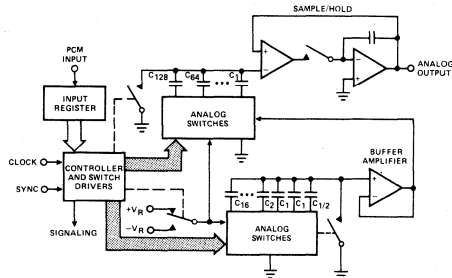 SAMPLE/HOLD
PCM
INPUT
C128 C64 ••• C1
ANALOG
OUTPUT
INPUT
REGISTER
ANALOG
SWITCHES
CLOCK
CONTROLLER
AND SWITCH
DRIVERS
BUFFER
AMPLIFIER
SYNC
+VR
-VR
••• 
C16 C2 C1 C1 C1/2
SIGNALING
ANALOG
SWITCHES